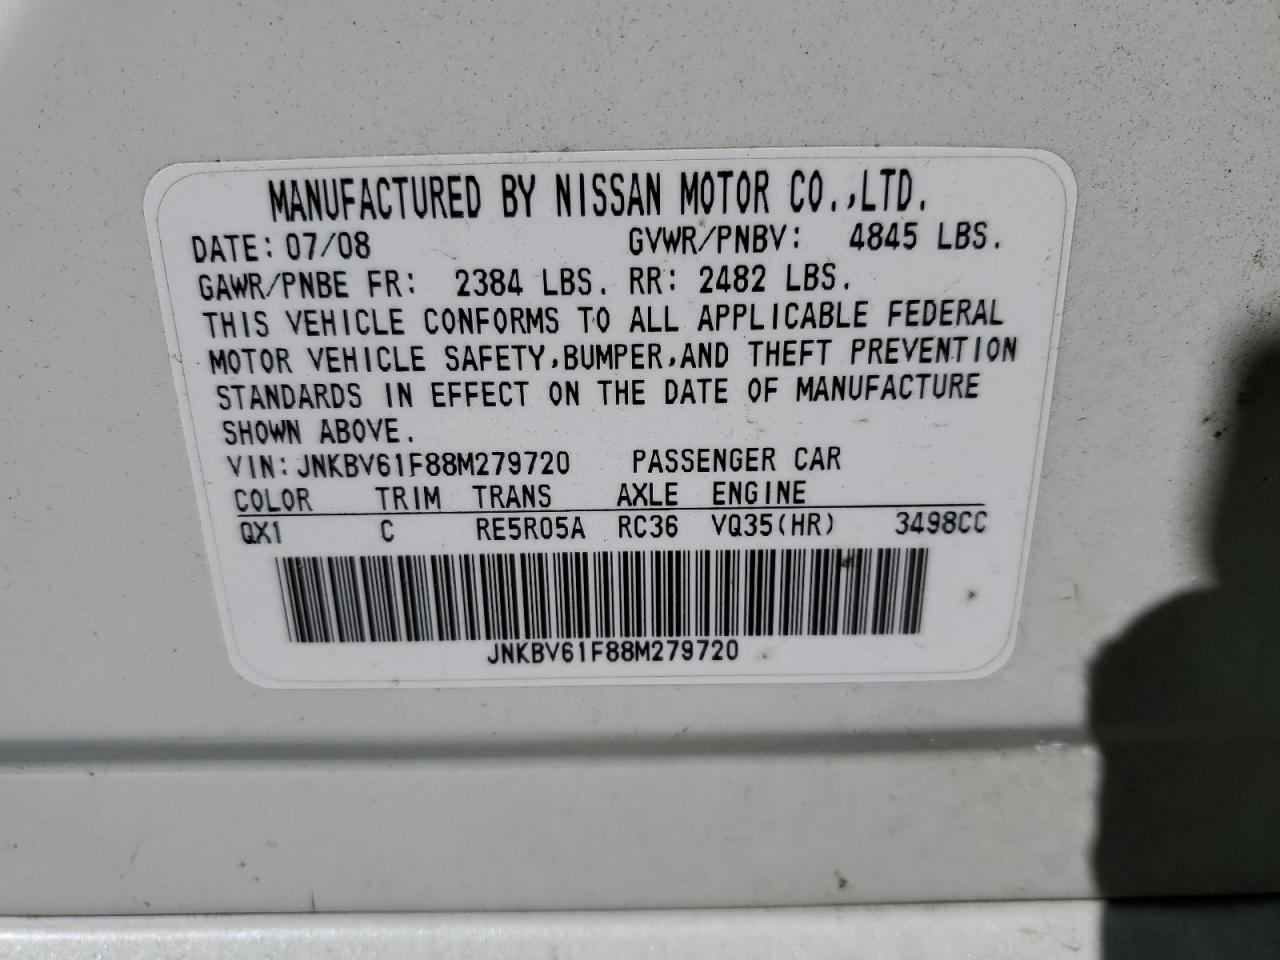 MANUFACTURED BY NISSAN MOTOR CO.,LTD.
DATE: 07/08 GVWR/PNBV: 4845 LBS.
GAWR/PNBE FR: 2384 LBS. RR: 2482 LBS.
THIS VEHICLE CONFORMS TO ALL APPLICABLE FEDERAL
MOTOR VEHICLE SAFETY,BUMPER,AND THEFT PREVENTION
STANDARDS IN EFFECT ON THE DATE OF MANUFACTURE
SHOWN ABOVE.
VIN: JNKBV61F88M279720 PASSENGER CAR
COLOR TRIM TRANS AXLE ENGINE
QX1 C RE5R05A RC36 VQ35(HR) 3498CC
JNKBV61F88M279720